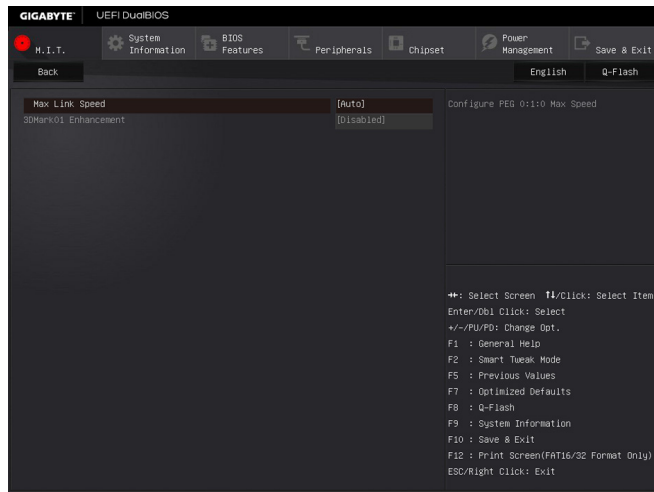 GIGABYTE™ UEFI DualBIOS
M.I.T. System Information BIOS Features Peripherals Chipset Power Management Save & Exit
Back English Q-Flash
Max Link Speed [Auto] Configure PEG 0:1:0 Max Speed
3DMark01 Enhancement [Disabled]
→←: Select Screen ↑↓/Click: Select Item
Enter/Dbl Click: Select
+/-/PU/PD: Change Opt.
F1 : General Help
F2 : Smart Tweak Mode
F5 : Previous Values
F7 : Optimized Defaults
F8 : Q-Flash
F9 : System Information
F10 : Save & Exit
F12 : Print Screen(FAT16/32 Format Only)
ESC/Right Click: Exit